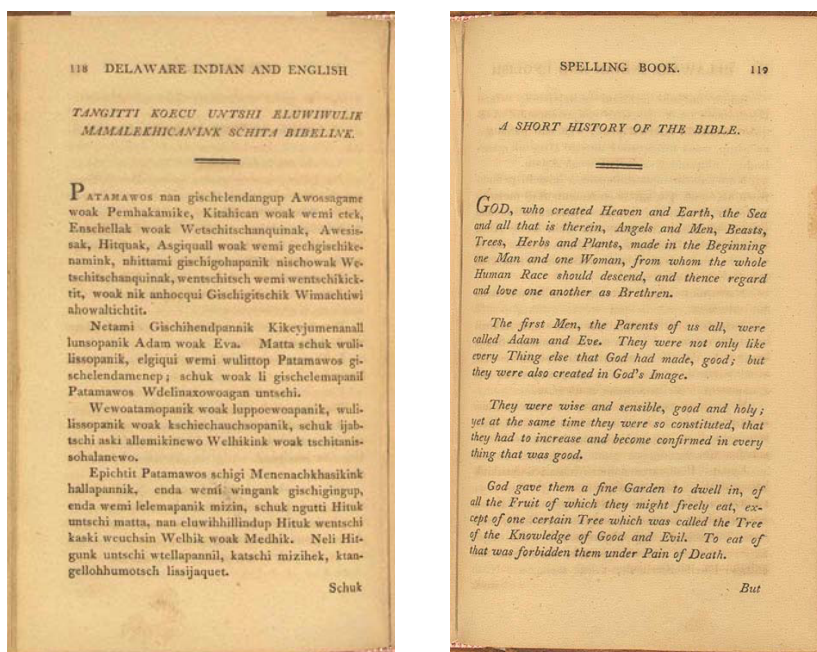 118 DELAWARE INDIAN AND ENGLISH
TANGITTI KOECU UNTSHI ELUWIWULIK
MAMALEKHICANINK SCHITA BIBELINK.
PATAMAWOS nan gischelendangup Awossagame
woak Pemhakamike, Kitahican woak wemi etek,
Enschellak woak Wetschitschanquinak, Awesis-
sak, Hitquak, Asgiquall woak wemi gechgischike-
namink, nhittami gischigohapanik nischowak We-
tschitschanquinak, wentschitsch wemi wentschikick-
tit, woak nik anhocqui Gischigitschik Wimachtiwi
ahowaltichtit.
Netami Gischihendpannik Kikeyjumenanall
lunsopanik Adam woak Eva. Matta schuk wuli-
lissopanik, elgiqui wemi wulittop Patamawos gi-
schelendamenep; schuk woak li gischelemapanil
Patamawos Wdelinaxowoagan untschi.
Wewoatamopanik woak luppoewoapanik, wuli-
lissopanik woak kschiechauchsopanik, schuk ijab-
tschi aski allemikinewo Welhikink woak tschitanis-
sohalanewo.
Epichtit Patamawos schigi Menenachkhasikink
hallapannik, enda wemi wingank gischigingup,
enda wemi lelemapanik mizin, schuk ngutti Hituk
untschi matta, nan eluwihhillindup Hituk wentschi
kaski weuchsin Welhik woak Medhik. Neli Hit-
gunk untschi wtellapannil, katschi mizihek, ktan-
gellohhumotsch lissijaquet.
Schuk
SPELLING BOOK. 119
A SHORT HISTORY OF THE BIBLE.
GOD, who created Heaven and Earth, the Sea
and all that is therein, Angels and Men, Beasts,
Trees, Herbs and Plants, made in the Beginning
one Man and one Woman, from whom the whole
Human Race should descend, and thence regard
and love one another as Brethren.
The first Men, the Parents of us all, were
called Adam and Eve. They were not only like
every Thing else that God had made, good; but
they were also created in God's Image.
They were wise and sensible, good and holy;
yet at the same time they were so constituted, that
they had to increase and become confirmed in every
thing that was good.
God gave them a fine Garden to dwell in, of
all the Fruit of which they might freely eat, ex-
cept of one certain Tree which was called the Tree
of the Knowledge of Good and Evil. To eat of
that was forbidden them under Pain of Death.
But